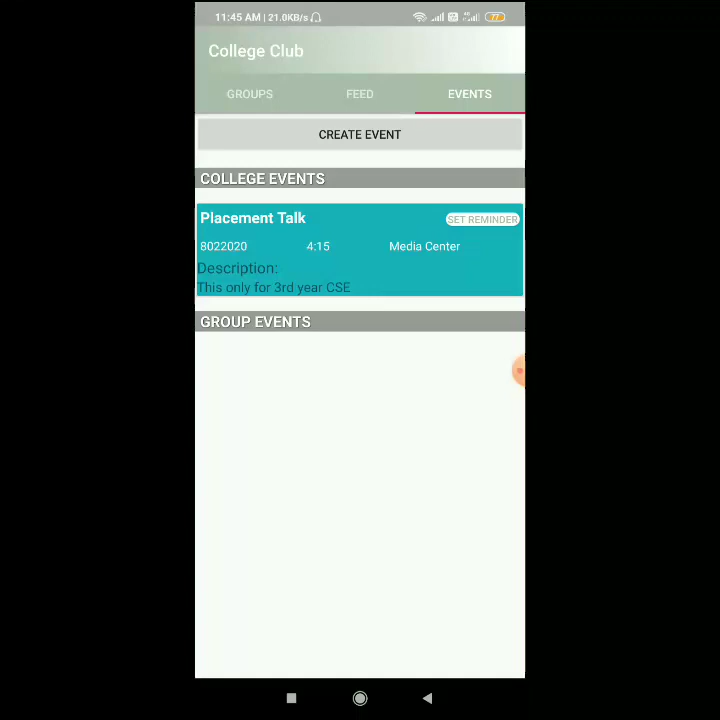 11:45 AM | 21.0KB/s
77
College Club
GROUPS FEED EVENTS
CREATE EVENT
COLLEGE EVENTS
Placement Talk SET REMINDER
8022020 4:15 Media Center
Description:
This only for 3rd year CSE
GROUP EVENTS